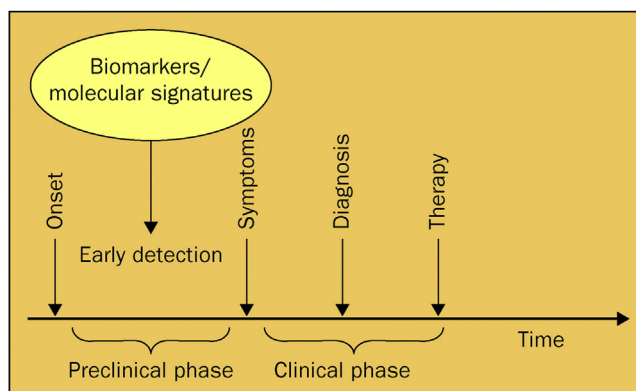 Biomarkers/
molecular signatures
Onset
Symptoms
Diagnosis
Therapy
Early detection
Time
Preclinical phase
Clinical phase